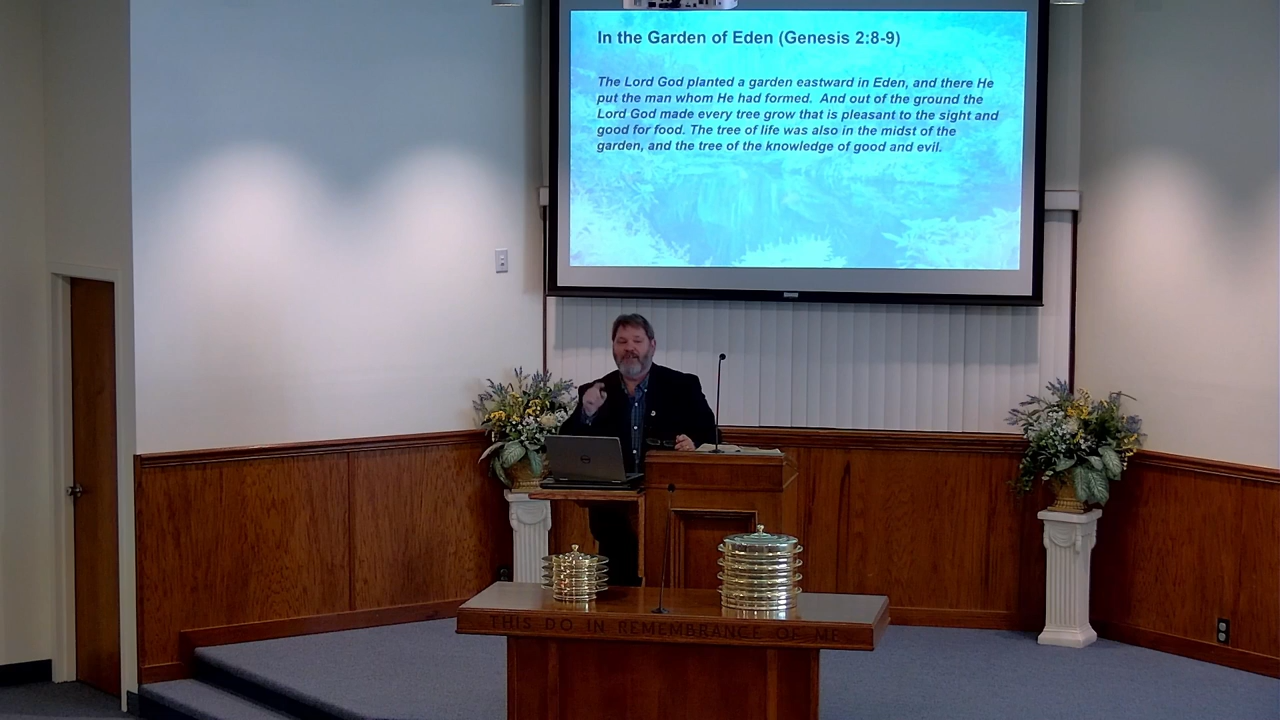 In the Garden of Eden (Genesis 2:8-9)
The Lord God planted a garden eastward in Eden, and there He
put the man whom He had formed.  And out of the ground the
Lord God made every tree grow that is pleasant to the sight and
good for food. The tree of life was also in the midst of the
garden, and the tree of the knowledge of good and evil.
THIS DO IN REMEMBRANCE OF ME